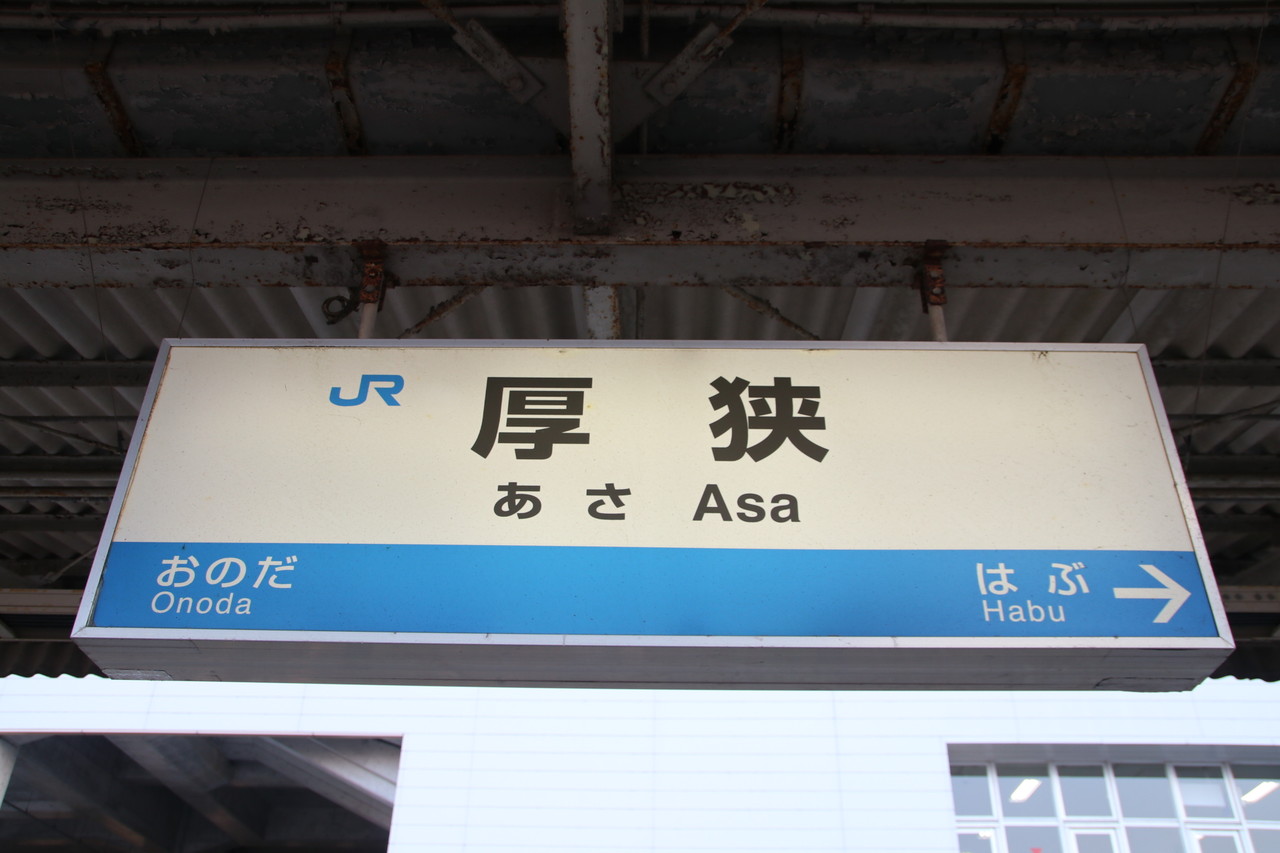 JR 厚狭
あさ Asa
おのだ
Onoda
はぶ →
Habu